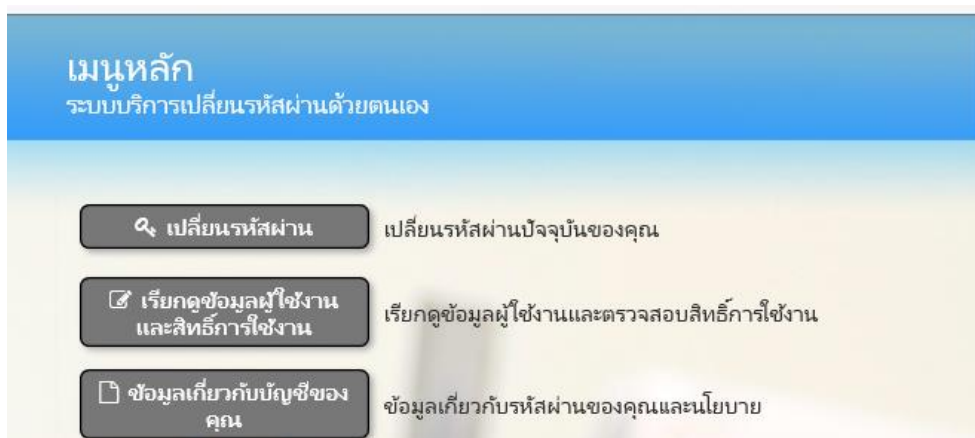 เมนูหลัก
ระบบบริการเปลี่ยนรหัสผ่านด้วยตนเอง
เปลี่ยนรหัสผ่าน
เปลี่ยนรหัสผ่านปัจจุบันของคุณ
เรียกดูข้อมูลผู้ใช้งาน
และสิทธิ์การใช้งาน
เรียกดูข้อมูลผู้ใช้งานและตรวจสอบสิทธิ์การใช้งาน
ข้อมูลเกี่ยวกับบัญชีของ
คุณ
ข้อมูลเกี่ยวกับรหัสผ่านของคุณและนโยบาย